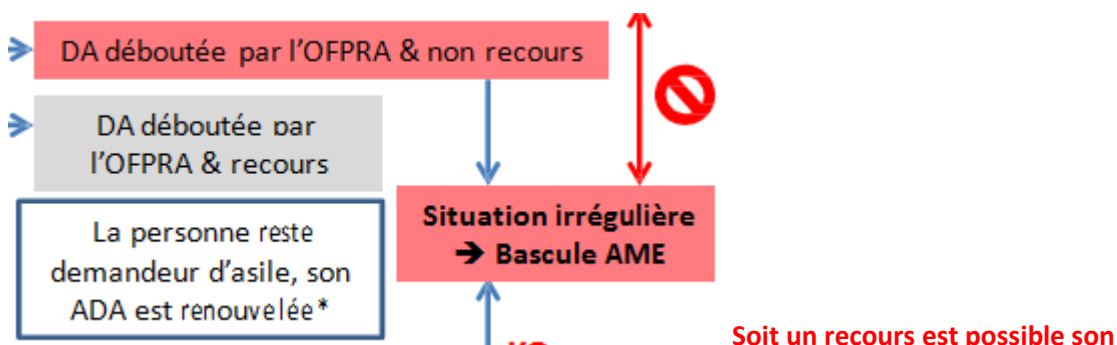 DA déboutée par l'OFPRA & non recours
DA déboutée par
l'OFPRA & recours
La personne reste
demandeur d'asile, son
ADA est renouvelée*
Situation irrégulière
➔ Bascule AME
Soit un recours est possible son